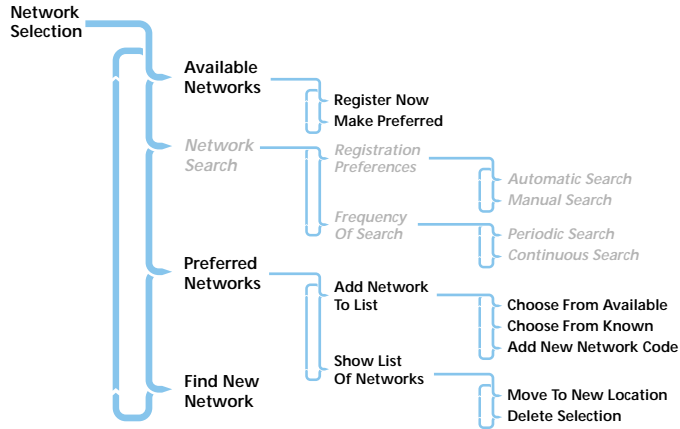 Network
Selection
Available
Networks
Register Now
Make Preferred
Network
Search
Registration
Preferences
Automatic Search
Manual Search
Frequency
Of Search
Periodic Search
Continuous Search
Preferred
Networks
Add Network
To List
Choose From Available
Choose From Known
Add New Network Code
Show List
Of Networks
Move To New Location
Delete Selection
Find New
Network